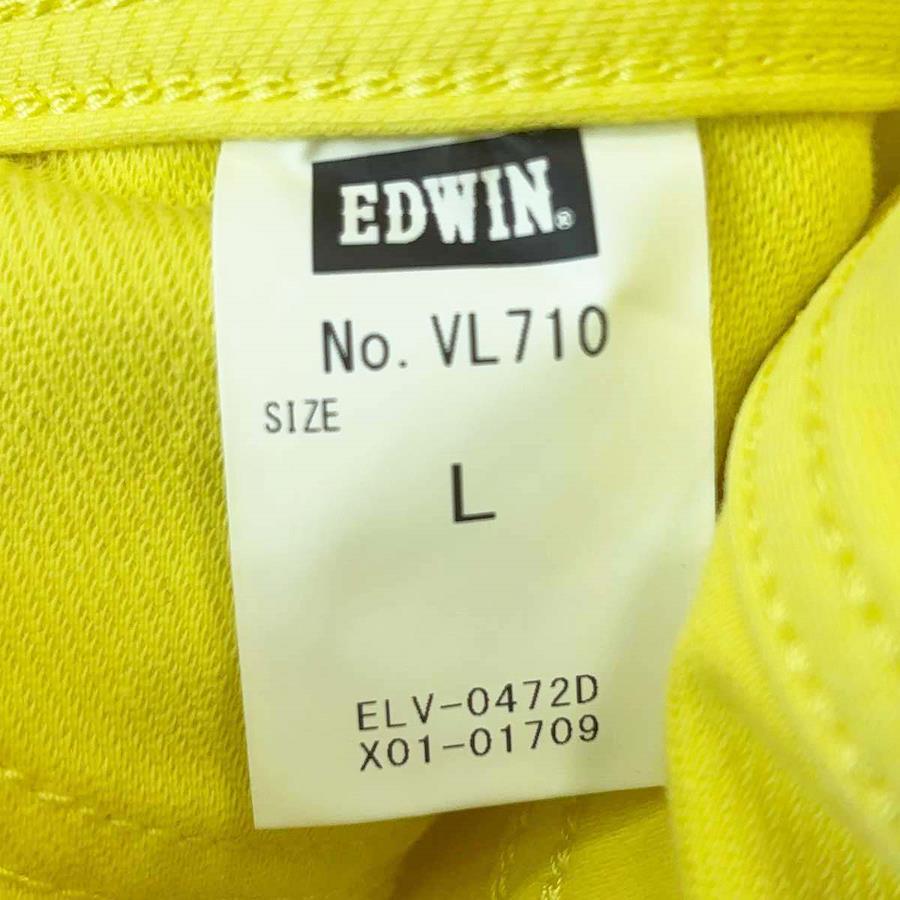 EDWIN®
No. VL710
SIZE
L
ELV-0472D
X01-01709